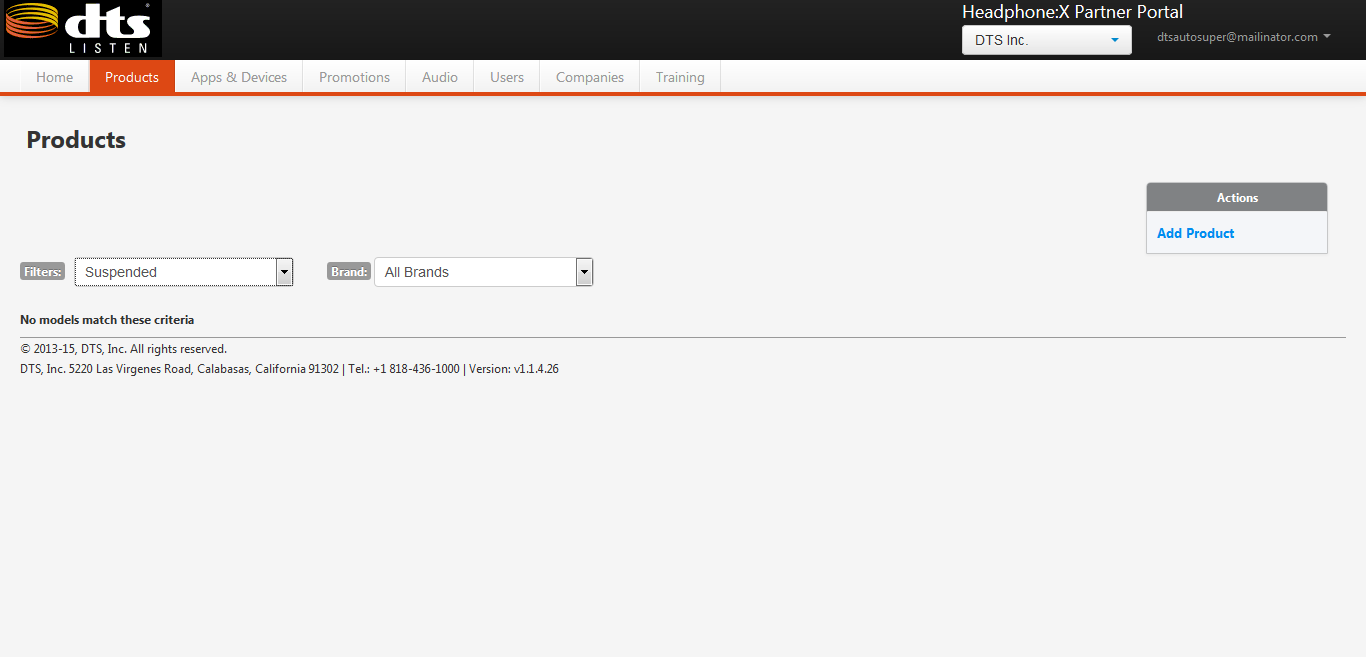 dts®
LISTEN
Headphone:X Partner Portal
DTS Inc.
dtsautosuper@mailinator.com
Home Products Apps & Devices Promotions Audio Users Companies Training
Products
Actions
Add Product
Filters: Suspended Brand: All Brands
No models match these criteria
© 2013-15, DTS, Inc. All rights reserved.
DTS, Inc. 5220 Las Virgenes Road, Calabasas, California 91302 | Tel.: +1 818-436-1000 | Version: v1.1.4.26